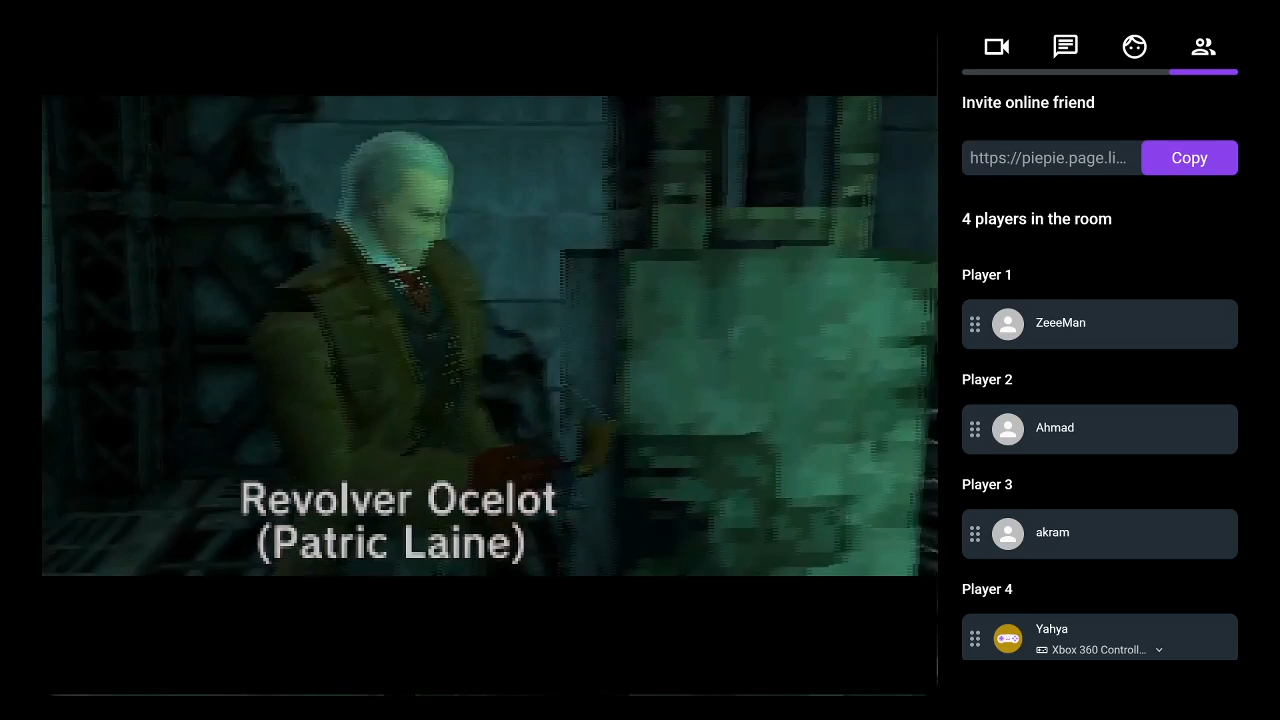 Revolver Ocelot
(Patric Laine)
Invite online friend
https://piepie.page.li...
Copy
4 players in the room
Player 1
ZeeeMan
Player 2
Ahmad
Player 3
akram
Player 4
Yahya
Xbox 360 Controll...